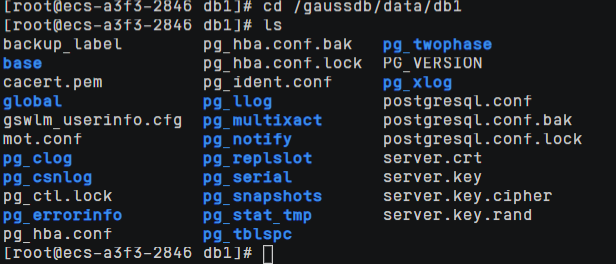 [root@ecs-a3f3-2846 db1]# cd /gaussdb/data/db1
[root@ecs-a3f3-2846 db1]# ls
backup_label pg_hba.conf.bak pg_twophase
base pg_hba.conf.lock PG_VERSION
cacert.pem pg_ident.conf pg_xlog
global pg_llog postgresql.conf
gswlm_userinfo.cfg pg_multixact postgresql.conf.bak
mot.conf pg_notify postgresql.conf.lock
pg_clog pg_replslot server.crt
pg_csnlog pg_serial server.key
pg_ctl.lock pg_snapshots server.key.cipher
pg_errorinfo pg_stat_tmp server.key.rand
pg_hba.conf pg_tblspc
[root@ecs-a3f3-2846 db1]#